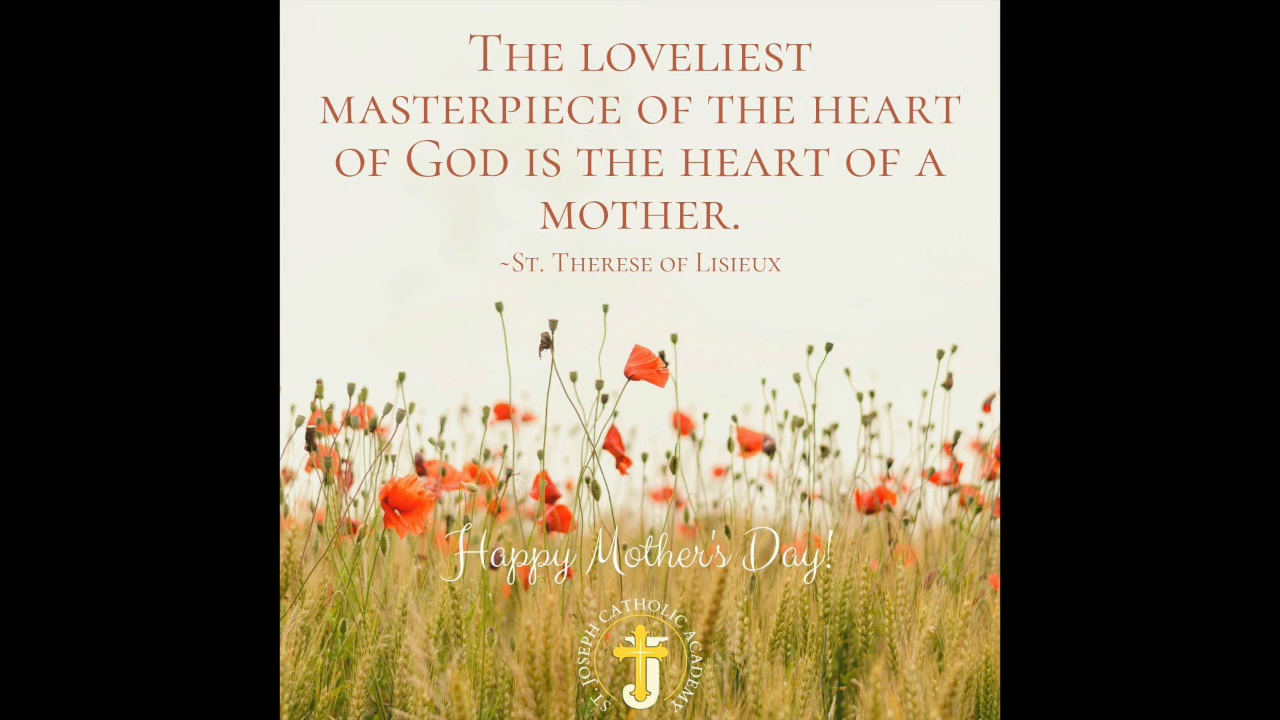 The loveliest
masterpiece of the heart
of God is the heart of a
mother.
~St. Therese of Lisieux
Happy Mother's Day!
ST. JOSEPH CATHOLIC ACADEMY
J